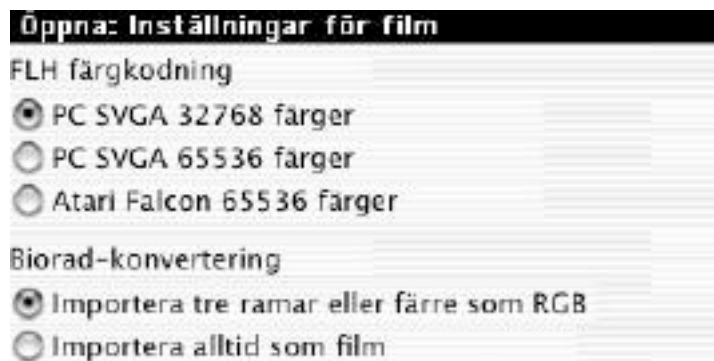 Öppna: Inställningar för film
FLH färgkodning
PC SVGA 32768 färger
PC SVGA 65536 färger
Atari Falcon 65536 färger
Biorad-konvertering
Importera tre ramar eller färre som RGB
Importera alltid som film